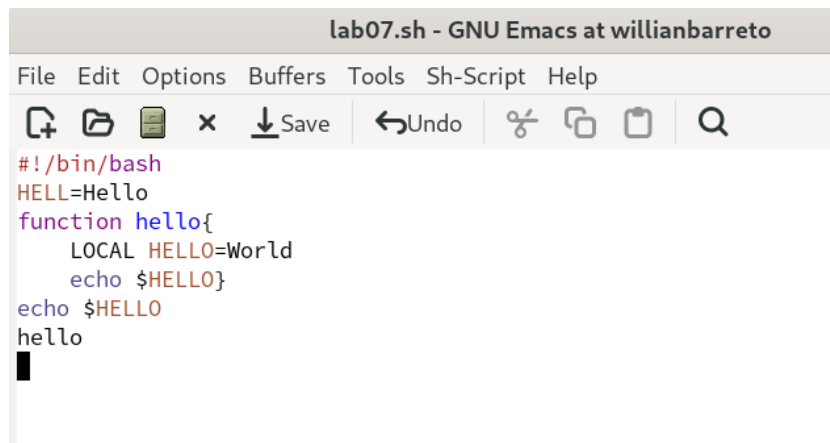 lab07.sh - GNU Emacs at willianbarreto
File Edit Options Buffers Tools Sh-Script Help
Save Undo
#!/bin/bash
HELL=Hello
function hello{
    LOCAL HELLO=World
    echo $HELLO}
echo $HELLO
hello